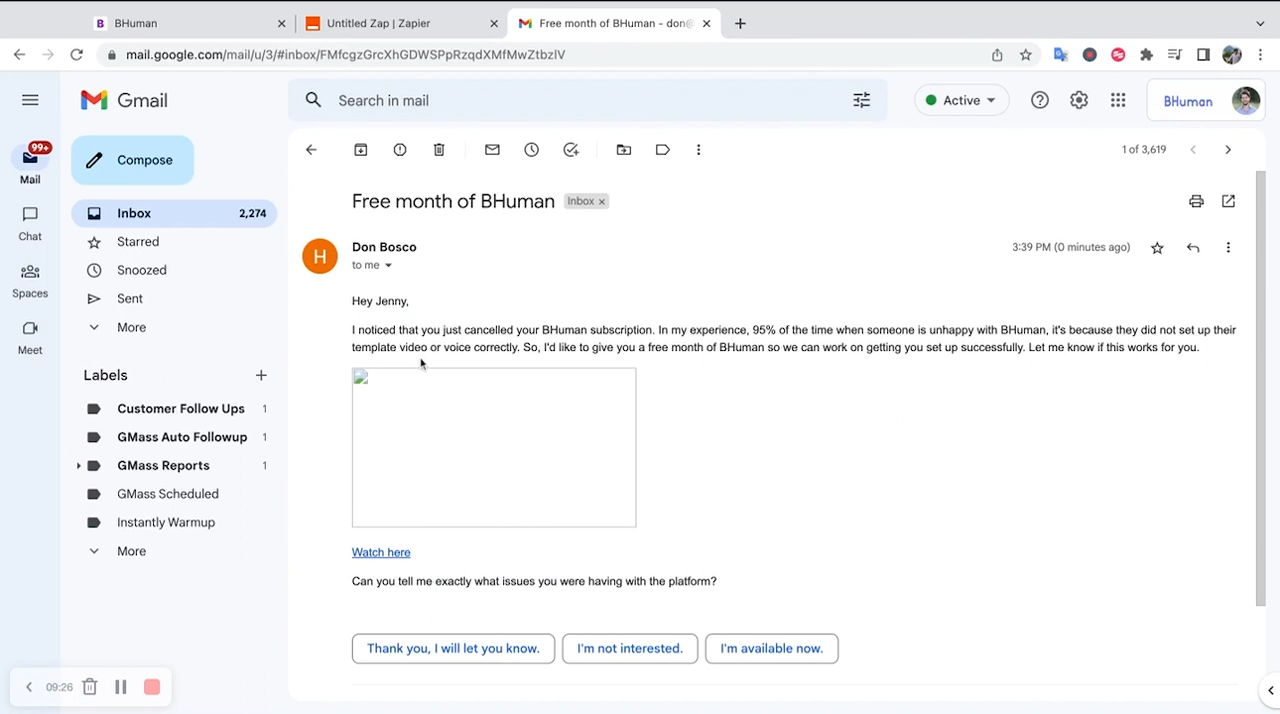 BHuman
Untitled Zap | Zapier
Free month of BHuman - don@
mail.google.com/mail/u/3/#inbox/FMfcgzGrcXhGDWSPpRzqdXMfMwZtbzlV
Gmail
Search in mail
Active
BHuman
99+
Mail
Compose
1 of 3,619
Inbox 2,274
Free month of BHuman Inbox x
Chat
Starred
H
Don Bosco
3:39 PM (0 minutes ago)
to me
Spaces
Snoozed
Sent
Hey Jenny,
Meet
More
I noticed that you just cancelled your BHuman subscription. In my experience, 95% of the time when someone is unhappy with BHuman, it's because they did not set up their
template video or voice correctly. So, I'd like to give you a free month of BHuman so we can work on getting you set up successfully. Let me know if this works for you.
Labels
Customer Follow Ups 1
GMass Auto Followup 1
GMass Reports 1
GMass Scheduled
Instantly Warmup
More
Watch here
Can you tell me exactly what issues you were having with the platform?
Thank you, I will let you know.
I'm not interested.
I'm available now.
09:26